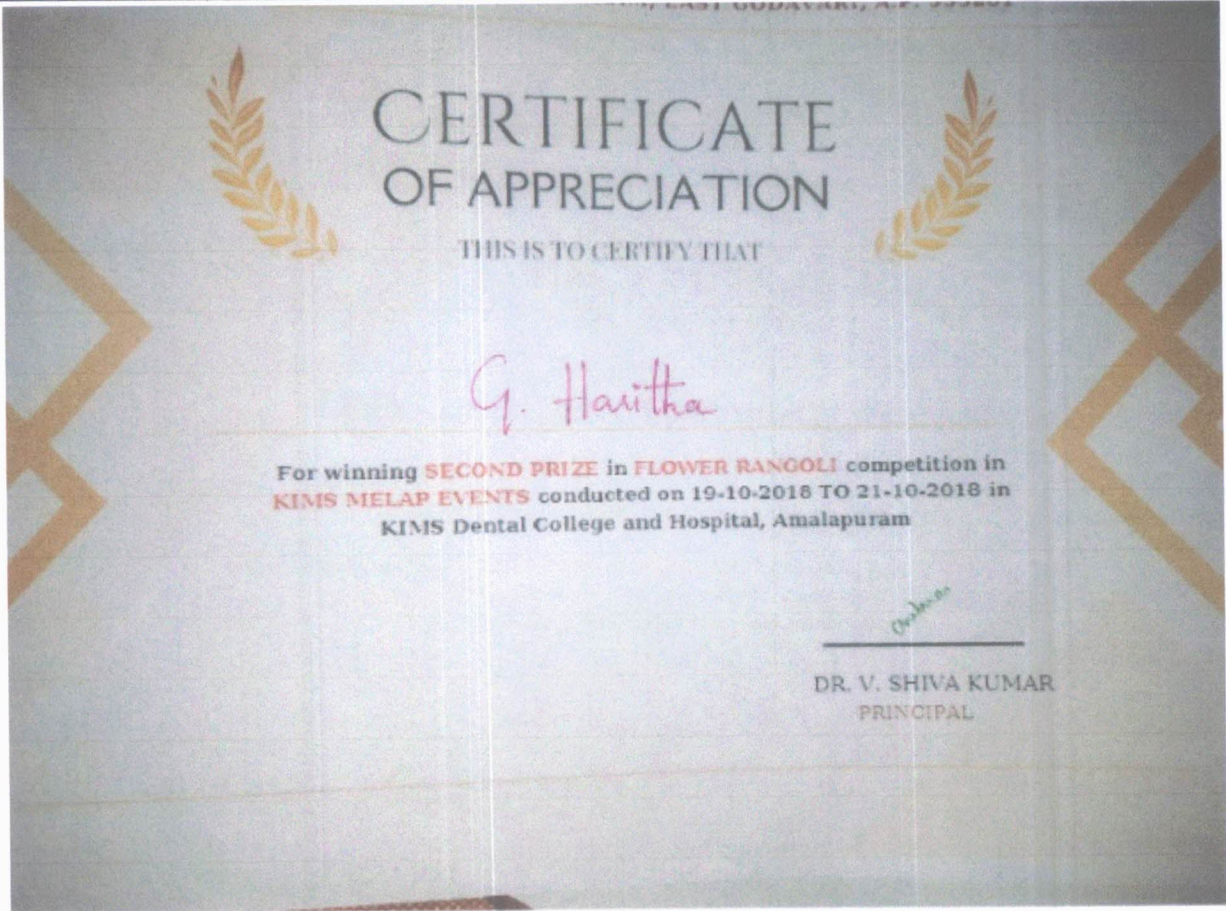 EAST GODAVARI, A.P.
CERTIFICATE
OF APPRECIATION
THIS IS TO CERTIFY THAT
G. Haritha
For winning SECOND PRIZE in FLOWER RANGOLI competition in
KIMS MELAP EVENTS conducted on 19-10-2018 TO 21-10-2018 in
KIMS Dental College and Hospital, Amalapuram
DR. V. SHIVA KUMAR
PRINCIPAL